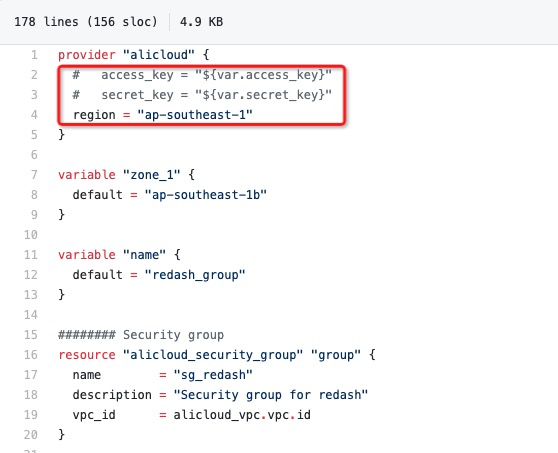 178 lines (156 sloc) 4.9 KB
1 provider "alicloud" {
2 #   access_key = "${var.access_key}"
3 #   secret_key = "${var.secret_key}"
4 region = "ap-southeast-1"
5 }
6
7 variable "zone_1" {
8 default = "ap-southeast-1b"
9 }
10
11 variable "name" {
12 default = "redash_group"
13 }
14
15 ######## Security group
16 resource "alicloud_security_group" "group" {
17 name        = "sg_redash"
18 description = "Security group for redash"
19 vpc_id      = alicloud_vpc.vpc.id
20 }